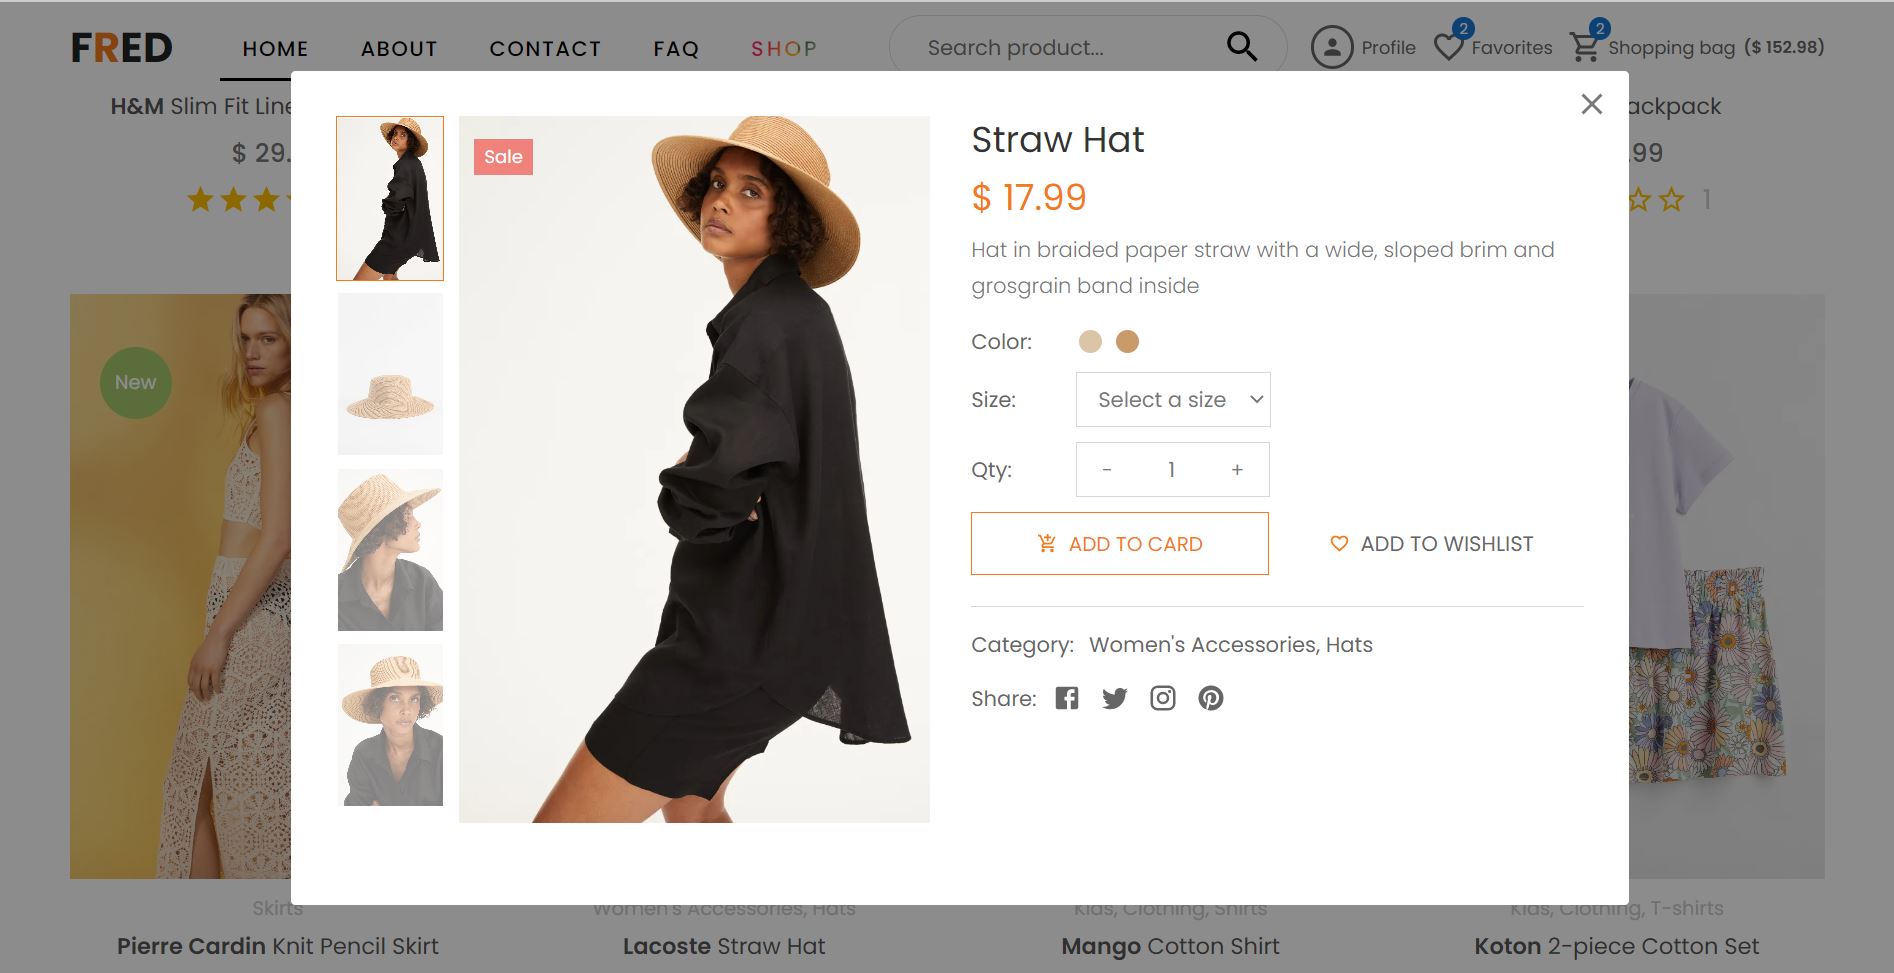 FRED
HOME
ABOUT
CONTACT
FAQ
SHOP
Search product...
Profile
2
Favorites
2
Shopping bag ($ 152.98)
H&M Slim Fit Line
$ 29.
ackpack
.99
1
Sale
Straw Hat
$ 17.99
Hat in braided paper straw with a wide, sloped brim and
grosgrain band inside
Color:
Size: Select a size
Qty: - 1 +
ADD TO CARD
ADD TO WISHLIST
Category: Women's Accessories, Hats
Share:
New
Skirts
Women's Accessories, Hats
Kids, Clothing, Shirts
Kids, Clothing, T-shirts
Pierre Cardin Knit Pencil Skirt
Lacoste Straw Hat
Mango Cotton Shirt
Koton 2-piece Cotton Set